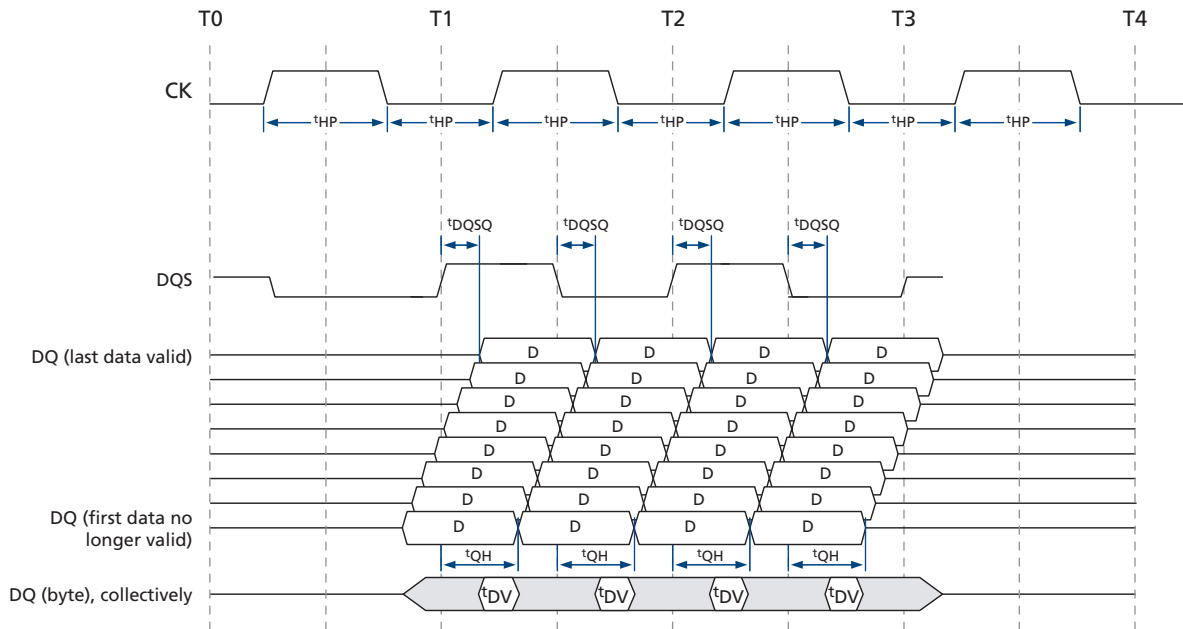 T0 T1 T2 T3 T4
CK
tHP tHP tHP tHP tHP tHP tHP
tDQSQ tDQSQ tDQSQ tDQSQ
DQS
DQ (last data valid) D D D D
D D D D
D D D D
D D D D
D D D D
D D D D
D D D D
DQ (first data no
longer valid) D D D D
tQH tQH tQH tQH
DQ (byte), collectively tDV tDV tDV tDV